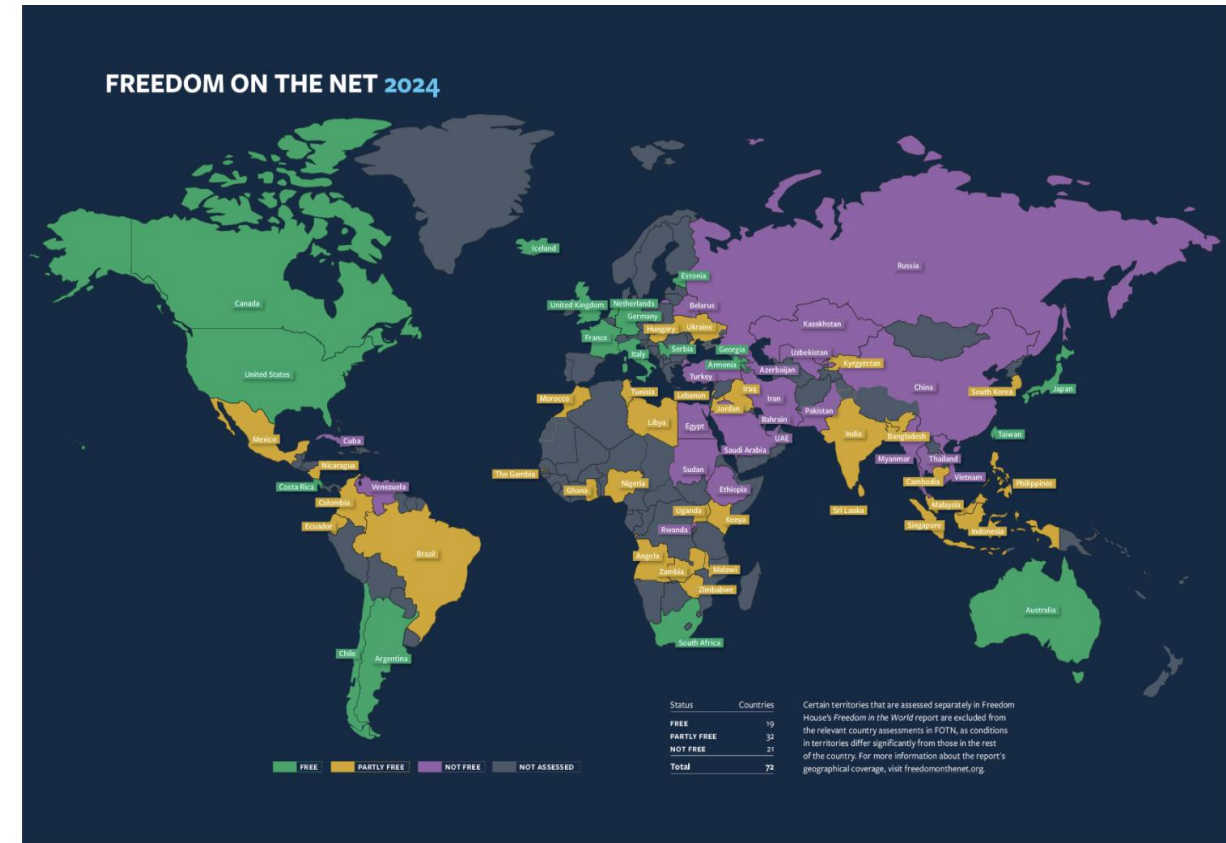 FREEDOM ON THE NET 2024
Iceland
Estonia
Russia
Canada
United Kingdom
Netherlands
Belarus
Germany
Hungary
Ukraine
Kazakhstan
France
Italy
Serbia
Georgia
Uzbekistan
Armenia
Kyrgyzstan
United States
Turkey
Azerbaijan
China
South Korea
Japan
Morocco
Tunisia
Lebanon
Iraq
Iran
Jordan
Pakistan
Libya
Egypt
Bahrain
India
Bangladesh
Taiwan
Mexico
Cuba
UAE
Saudi Arabia
Myanmar
Thailand
Nicaragua
Sudan
Vietnam
The Gambia
Cambodia
Philippines
Costa Rica
Venezuela
Ghana
Nigeria
Ethiopia
Colombia
Malaysia
Sri Lanka
Uganda
Kenya
Singapore
Ecuador
Rwanda
Indonesia
Brazil
Angola
Zambia
Malawi
Zimbabwe
Australia
Chile
Argentina
South Africa
Status Countries
FREE 19
PARTLY FREE 32
NOT FREE 21
Total 72
Certain territories that are assessed separately in Freedom
House's Freedom in the World report are excluded from
the relevant country assessments in FOTN, as conditions
in territories differ significantly from those in the rest
of the country. For more information about the report's
geographical coverage, visit freedomonthenet.org.
FREE PARTLY FREE NOT FREE NOT ASSESSED